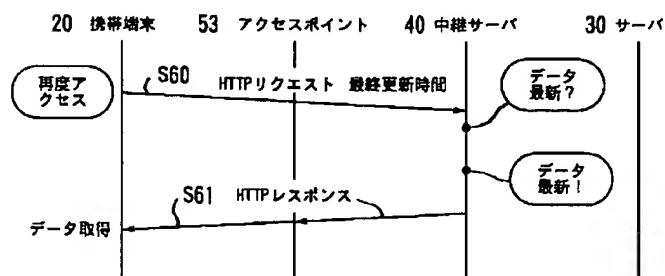 20 携帯端末 53 アクセスポイント 40 中継サーバ 30 サーバ
再度ア
クセス
S60 HTTPリクエスト 最終更新時間
データ
最新?
データ
最新!
S61 HTTPレスポンス
データ取得